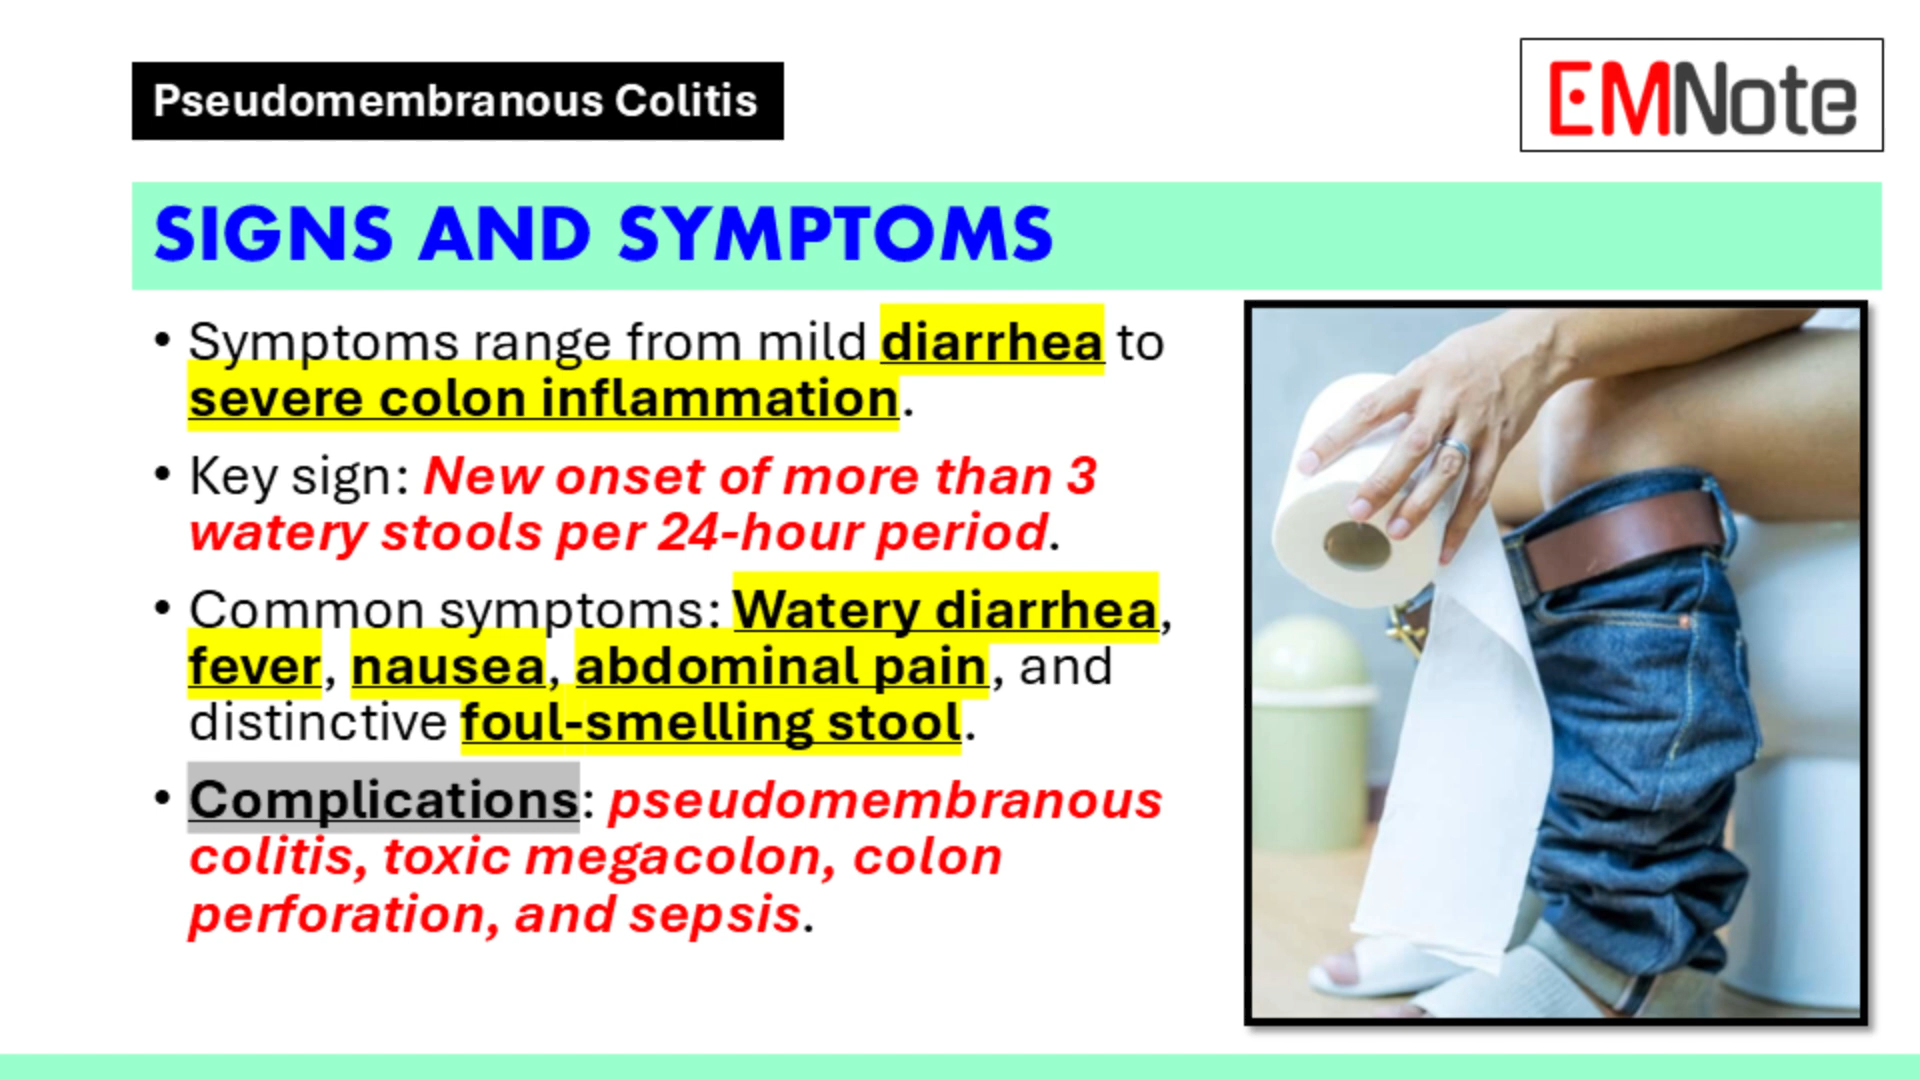 Pseudomembranous Colitis
EMNote
SIGNS AND SYMPTOMS
• Symptoms range from mild diarrhea to
severe colon inflammation.
• Key sign: New onset of more than 3
watery stools per 24-hour period.
• Common symptoms: Watery diarrhea,
fever, nausea, abdominal pain, and
distinctive foul-smelling stool.
• Complications: pseudomembranous
colitis, toxic megacolon, colon
perforation, and sepsis.